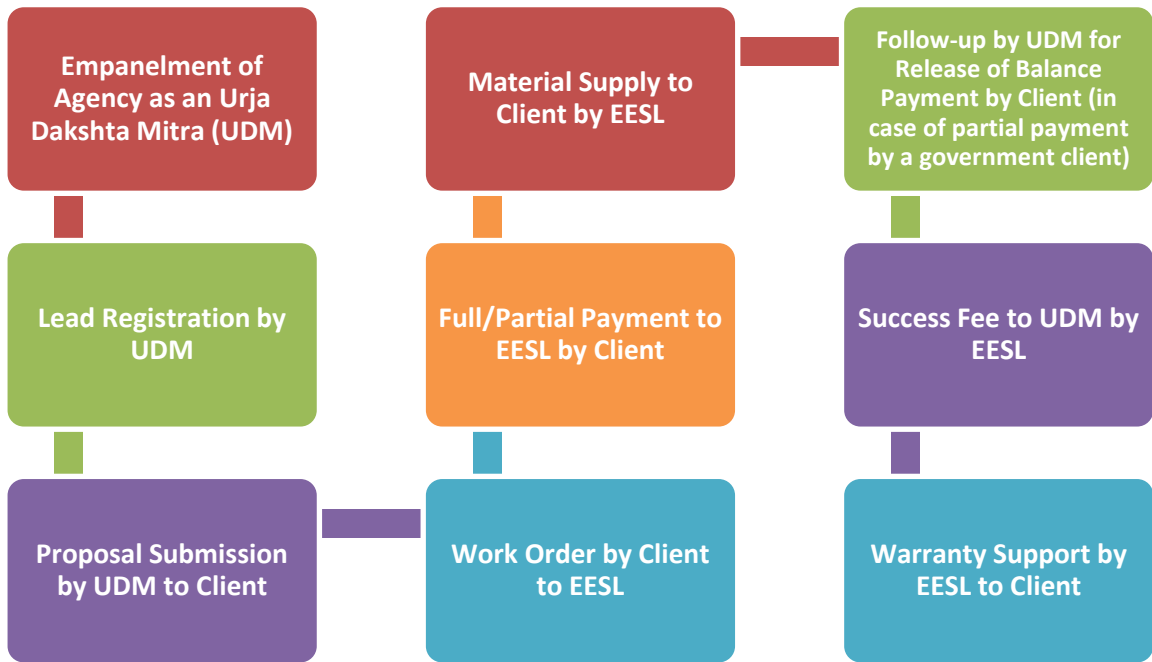 Empanelment of
Agency as an Urja
Dakshta Mitra (UDM)
Lead Registration by
UDM
Proposal Submission
by UDM to Client
Work Order by Client
to EESL
Full/Partial Payment to
EESL by Client
Material Supply to
Client by EESL
Follow-up by UDM for
Release of Balance
Payment by Client (in
case of partial payment
by a government client)
Success Fee to UDM by
EESL
Warranty Support by
EESL to Client